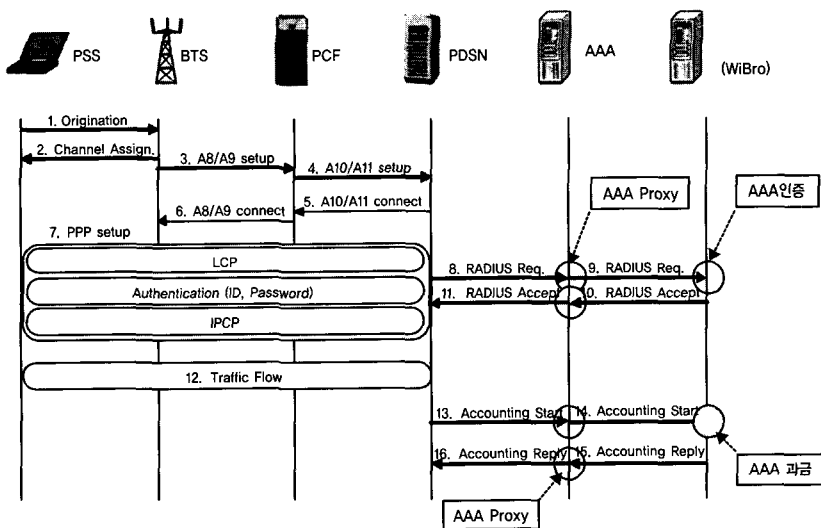 PSS
BTS
PCF
PDSN
AAA
(WiBro)
1. Origination
2. Channel Assign.
3. A8/A9 setup
4. A10/A11 setup
5. A10/A11 connect
6. A8/A9 connect
AAA Proxy
AAA인증
7. PPP setup
LCP
8. RADIUS Req.
9. RADIUS Req.
Authentication (ID, Password)
11. RADIUS Accept
10. RADIUS Accept
IPCP
12. Traffic Flow
13. Accounting Start
14. Accounting Start
16. Accounting Reply
15. Accounting Reply
AAA 과금
AAA Proxy